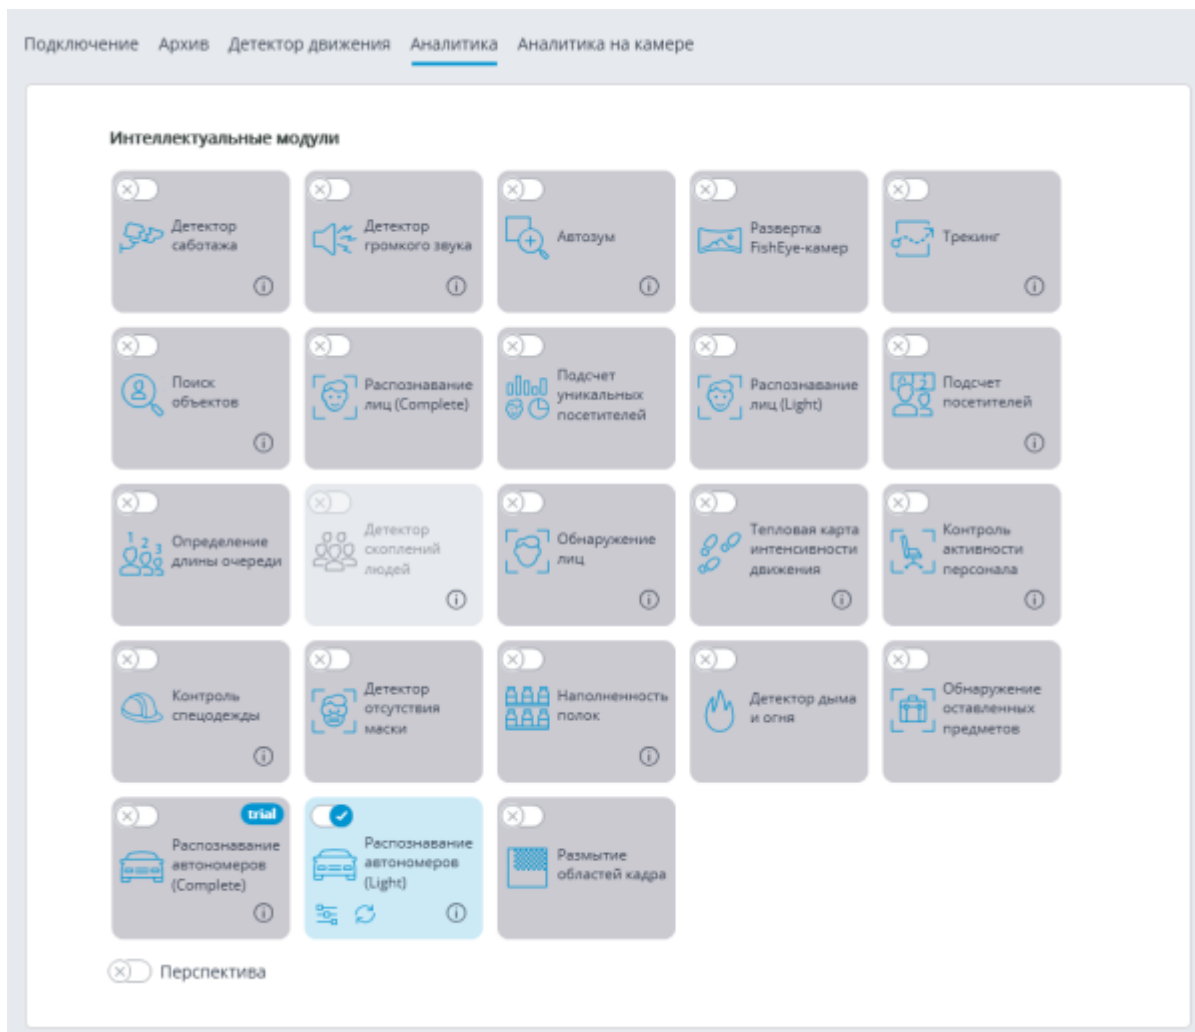 Подключение Архив Детектор движения Аналитика Аналитика на камере
Интеллектуальные модули
Детектор
саботажа
Детектор
громкого звука
Автозум
Развертка
FishEye-камер
Трекинг
Поиск
объектов
Распознавание
лиц (Complete)
Подсчет
уникальных
посетителей
Распознавание
лиц (Light)
Подсчет
посетителей
1 2 3
Определение
длины очереди
Детектор
скоплений
людей
Обнаружение
лиц
Тепловая карта
интенсивности
движения
Контроль
активности
персонала
Контроль
спецодежды
Детектор
отсутствия
маски
Наполненность
полок
Детектор дыма
и огня
Обнаружение
оставленных
предметов
trial
Распознавание
автономеров
(Complete)
Распознавание
автономеров
(Light)
Размытие
областей кадра
Перспектива